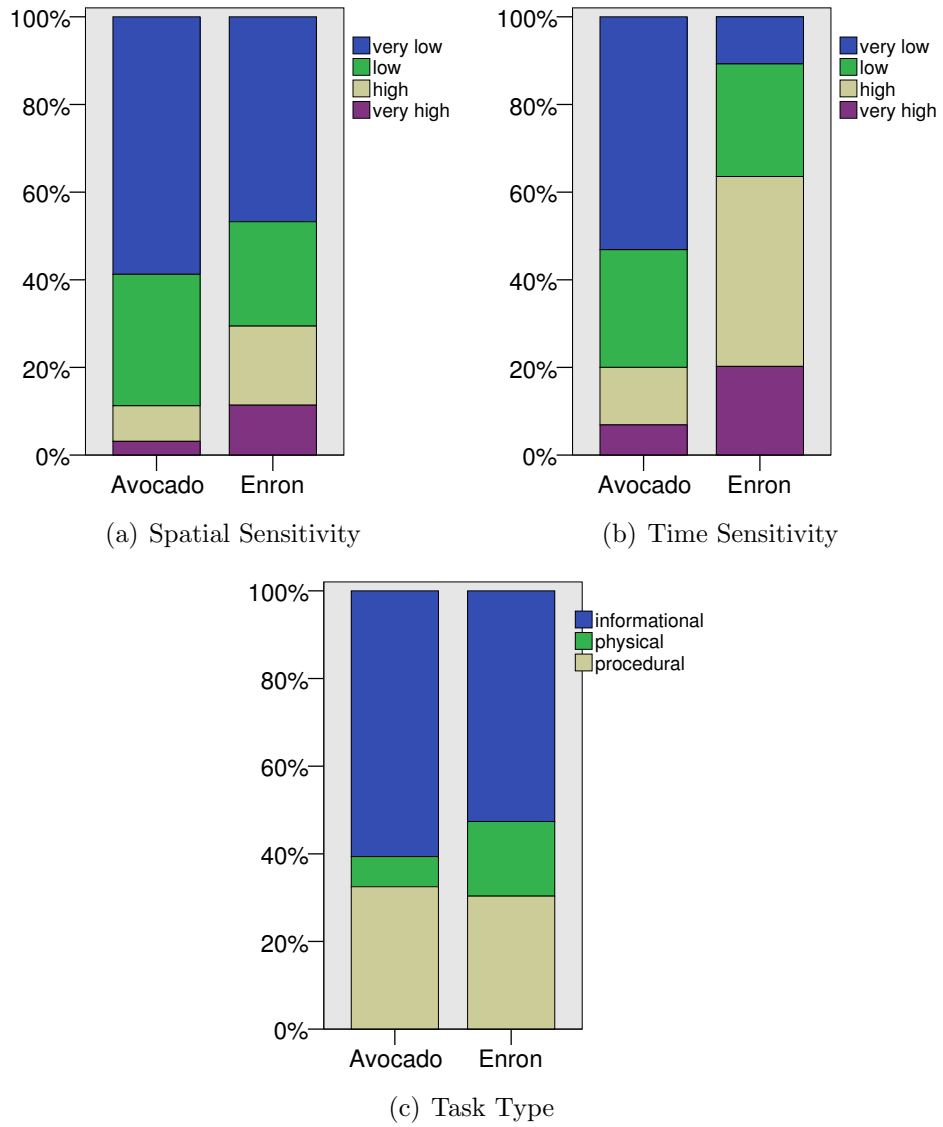 100%
80%
60%
40%
20%
0%
Avocado Enron
very low
low
high
very high
(a) Spatial Sensitivity
100%
80%
60%
40%
20%
0%
Avocado Enron
very low
low
high
very high
(b) Time Sensitivity
100%
80%
60%
40%
20%
0%
Avocado Enron
informational
physical
procedural
(c) Task Type